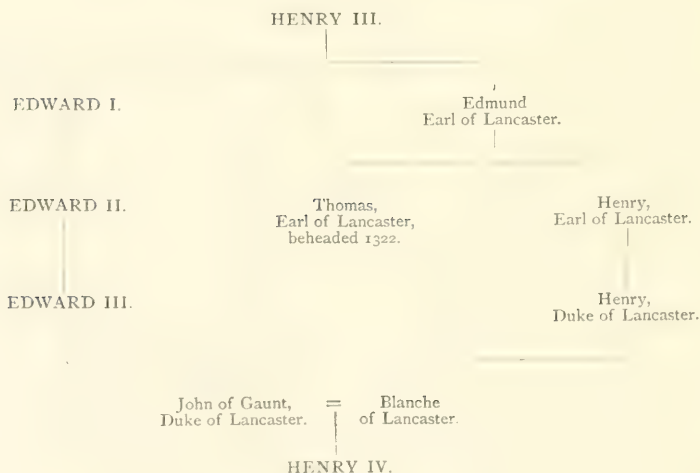 HENRY III.
EDWARD I.
Edmund
Earl of Lancaster.
EDWARD II.
Thomas,
Earl of Lancaster,
beheaded 1322.
Henry,
Earl of Lancaster.
EDWARD III.
Henry,
Duke of Lancaster.
John of Gaunt,
Duke of Lancaster.
=
Blanche
of Lancaster.
HENRY IV.